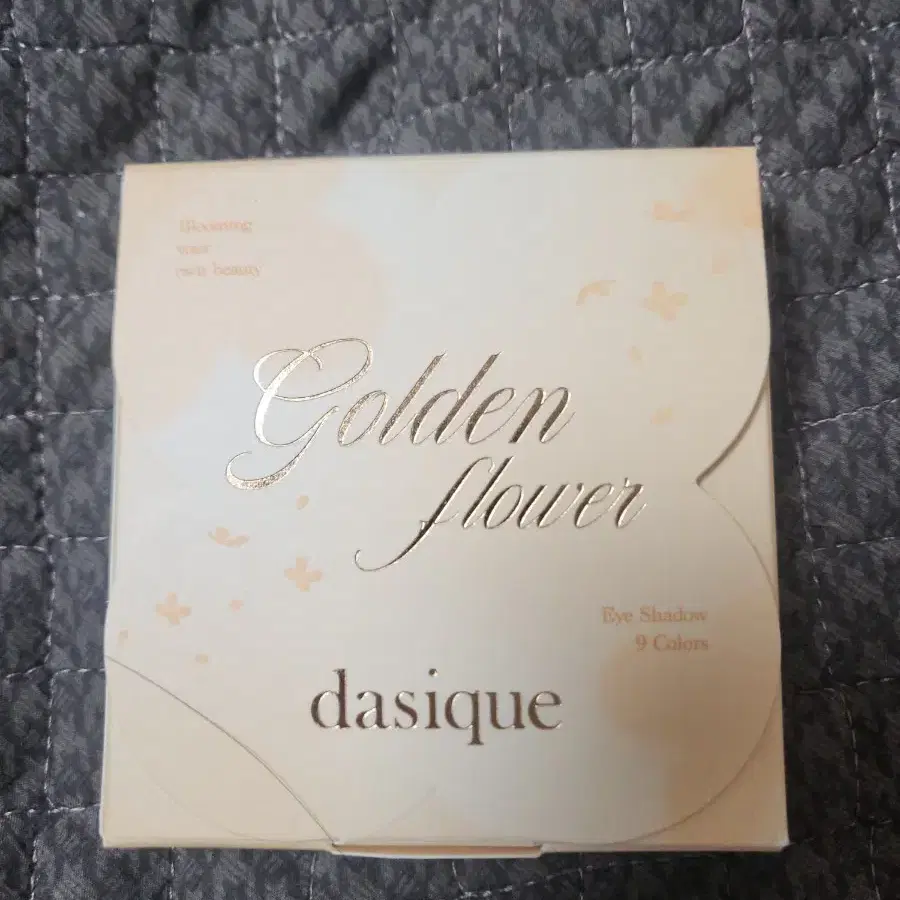 Blooming
your
own beauty
Golden
flower
Eye Shadow
9 Colors
dasique